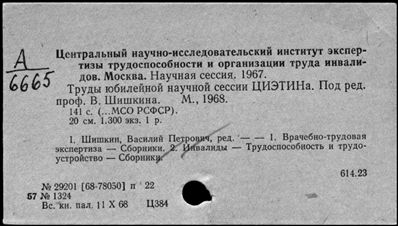 А
6665
Центральный научно-исследовательский институт экспер-
тизы трудоспособности и организации труда инвали-
дов. Москва. Научная сессия. 1967.
Труды юбилейной научной сессии ЦИЭТИНа. Под ред.
проф. В. Шишкина. М., 1968.
141 с. (...МСО РСФСР).
20 см. 1.300 экз. 1 р.
1. Шишкин, Василий Петрович, ред. — — 1. Врачебно-трудовая
экспертиза — Сборники. 2. Инвалиды — Трудоспособность и трудо-
устройство — Сборники.
614.23
№ 29201 [68-78050] п 22
Б7 № 1324
Вс. кн. пал. 11 X 68 Ц384